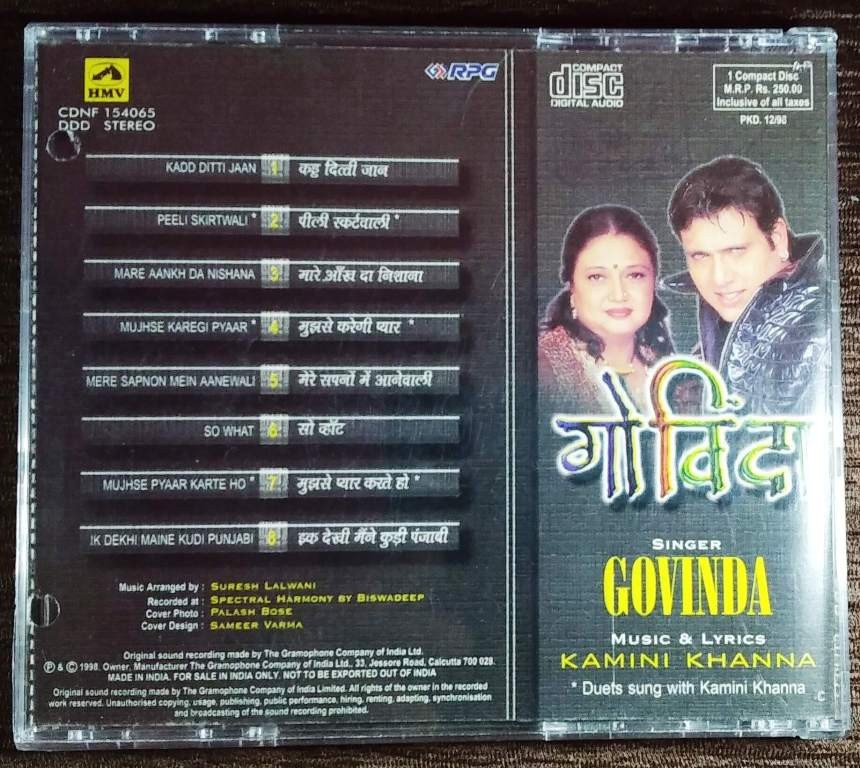 HMV
RPG
CDNF 154065
DDD STEREO
KADD DITTI JAAN 1 कड्ड दित्ती जान
PEELI SKIRTWALI * 2 पीली स्कर्टवाली *
MARE AANKH DA NISHANA 3 मारे आँख दा निशाना
MUJHSE KAREGI PYAAR * 4 मुझसे करेगी प्यार *
MERE SAPNON MEIN AANEWALI 5 मेरे सपनों में आनेवाली
SO WHAT 6 सो व्हॉट
MUJHSE PYAAR KARTE HO * 7 मुझसे प्यार करते हो *
IK DEKHI MAINE KUDI PUNJABI 8 इक देखी मैंने कुड़ी पंजाबी
Music Arranged by : SURESH LALWANI
Recorded at : SPECTRAL HARMONY BY BISWADEEP
Cover Photo : PALASH BOSE
Cover Design : SAMEER VARMA
Original sound recording made by The Gramophone Company of India Ltd.
℗ & © 1998. Owner, Manufacturer The Gramophone Company of India Ltd., 33, Jessore Road, Calcutta 700 028.
MADE IN INDIA. FOR SALE IN INDIA ONLY. NOT TO BE EXPORTED OUT OF INDIA
Original sound recording made by The Gramophone Company of India Limited. All rights of the owner in the recorded
work reserved. Unauthorised copying, usage, publishing, public performance, hiring, renting, adapting, synchronisation
and broadcasting of the sound recording prohibited.
COMPACT
disc
DIGITAL AUDIO
1 Compact Disc
M.R.P. Rs. 250.00
Inclusive of all taxes
PKD. 12/98
गोविंदा
SINGER
GOVINDA
MUSIC & LYRICS
KAMINI KHANNA
* Duets sung with Kamini Khanna